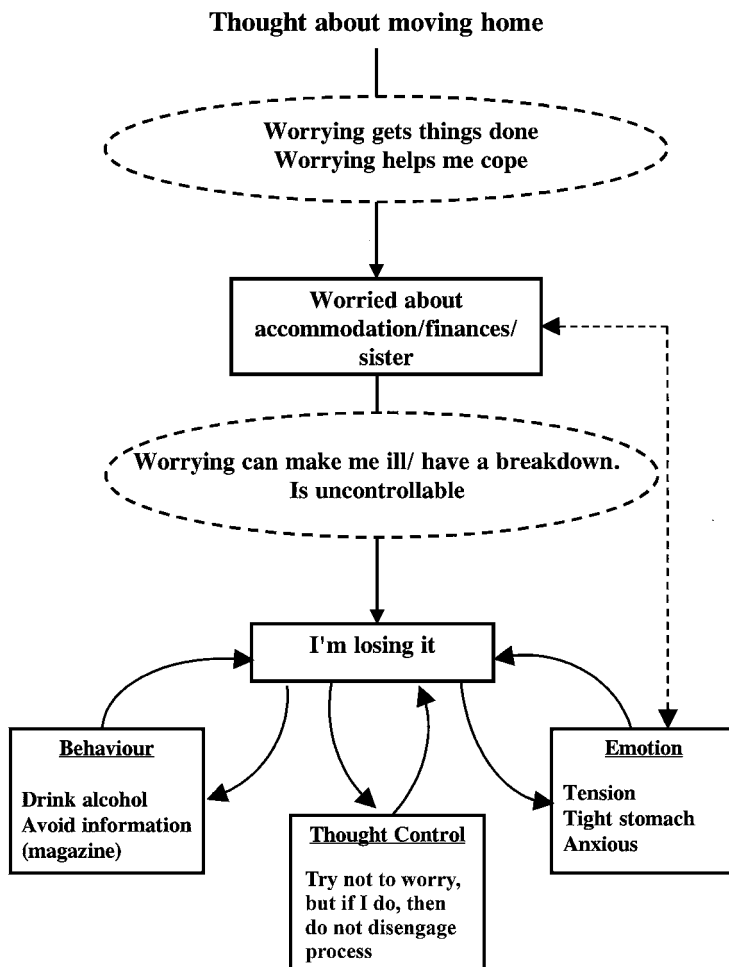 Thought about moving home
Worrying gets things done
Worrying helps me cope
Worried about
accommodation/finances/
sister
Worrying can make me ill/ have a breakdown.
Is uncontrollable
I'm losing it
Behaviour
Drink alcohol
Avoid information
(magazine)
Thought Control
Try not to worry,
but if I do, then
do not disengage
process
Emotion
Tension
Tight stomach
Anxious